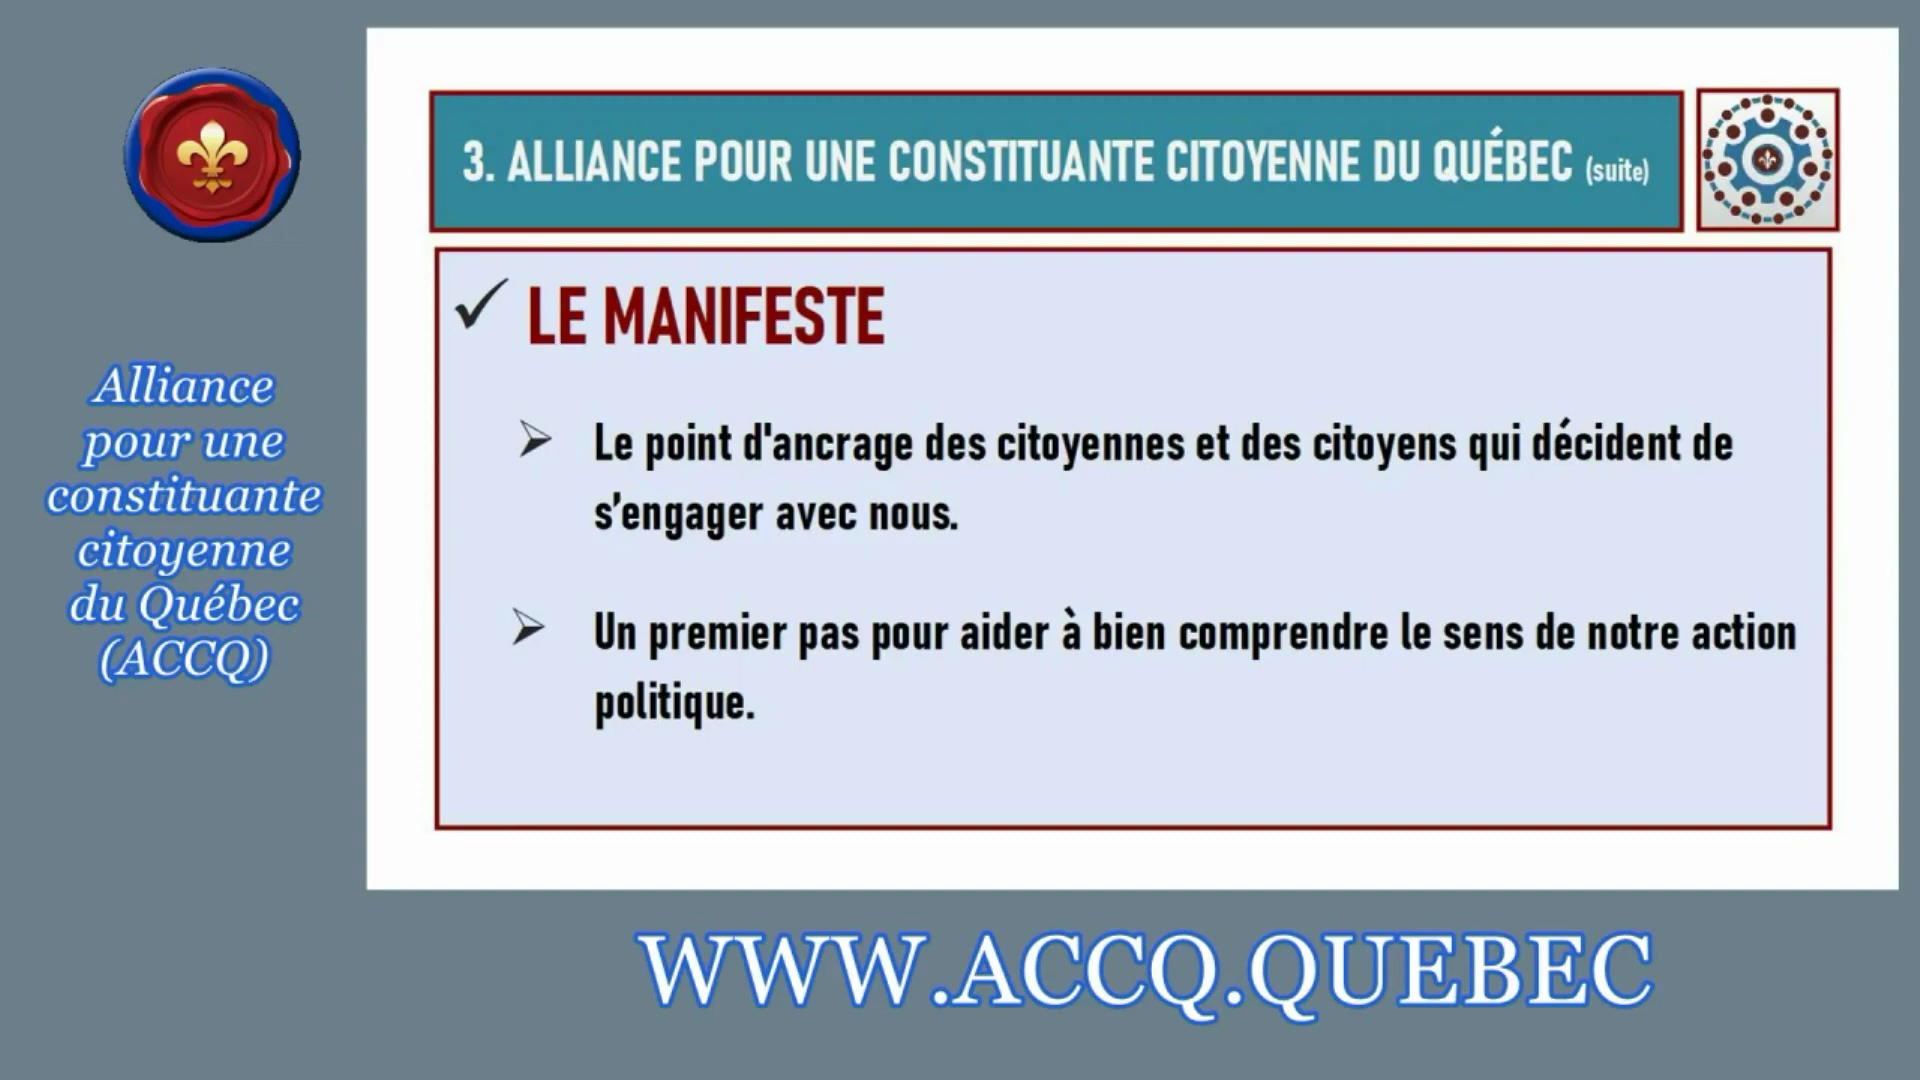 Alliance
pour une
constituante
citoyenne
du Québec
(ACCQ)
3. ALLIANCE POUR UNE CONSTITUANTE CITOYENNE DU QUÉBEC (suite)
LE MANIFESTE
Le point d'ancrage des citoyennes et des citoyens qui décident de
s’engager avec nous.
Un premier pas pour aider à bien comprendre le sens de notre action
politique.
WWW.ACCQ.QUEBEC